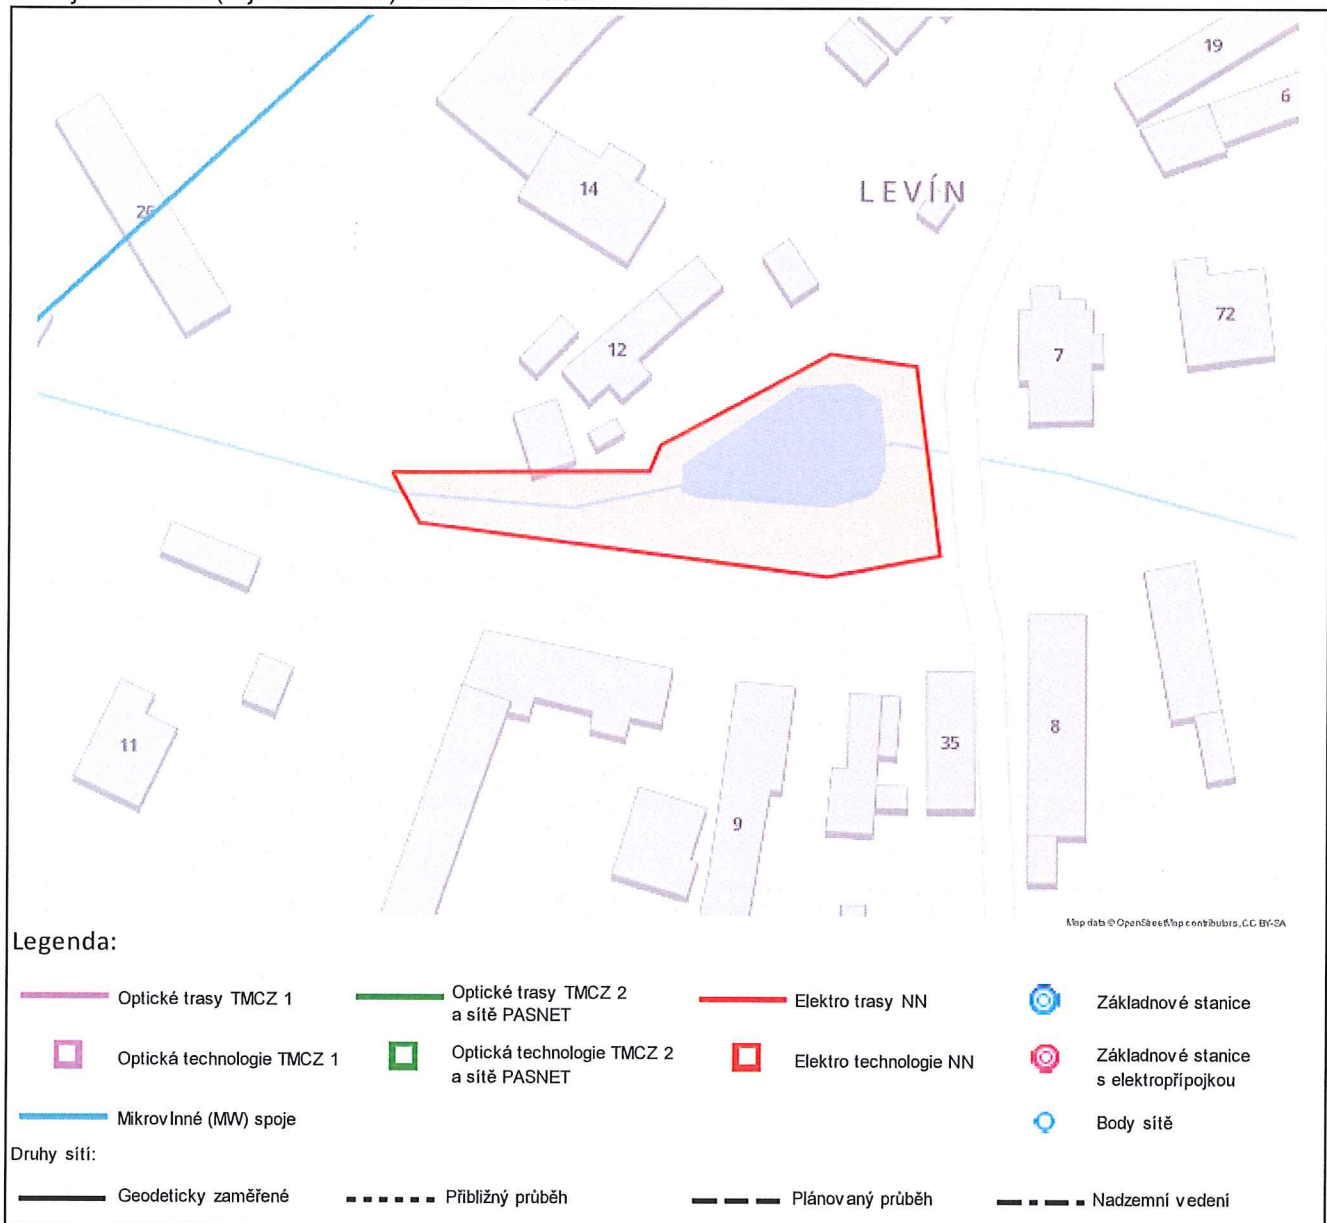 19
6
14
LEVÍN
26
72
12
7
11
35
8
9
Map data © OpenStreetMap contributors, CC BY-SA
Legenda:
Optické trasy TMCZ 1
Optické trasy TMCZ 2
a sítě PASNET
Elektro trasy NN
Základnové stanice
Optická technologie TMCZ 1
Optická technologie TMCZ 2
a sítě PASNET
Elektro technologie NN
Základnové stanice
s elektropřípojkou
Mikrovlnné (MW) spoje
Body sítě
Druhy sítí:
Geodeticky zaměřené
Přibližný průběh
Plánovaný průběh
Nadzemní vedení